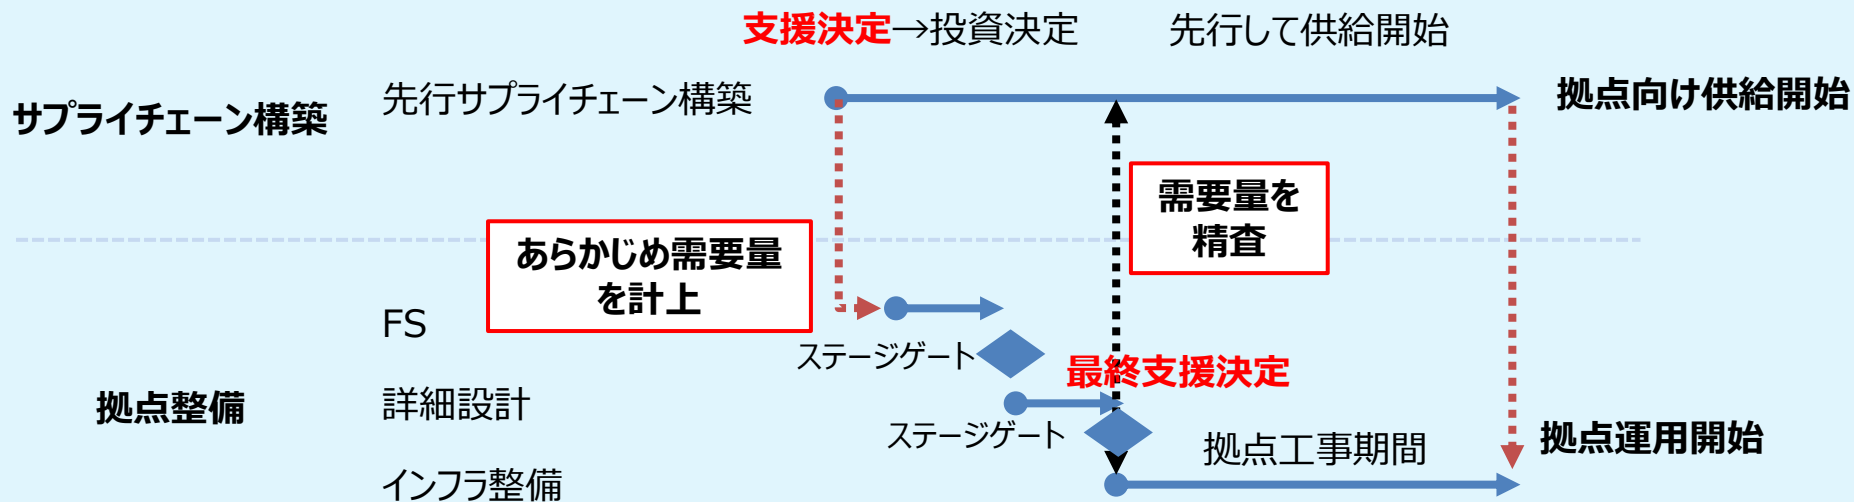 支援決定→投資決定
先行して供給開始
サプライチェーン構築
先行サプライチェーン構築
拠点向け供給開始
需要量を
精査
あらかじめ需要量
を計上
FS
ステージゲート
最終支援決定
拠点整備
詳細設計
ステージゲート
拠点工事期間
拠点運用開始
インフラ整備